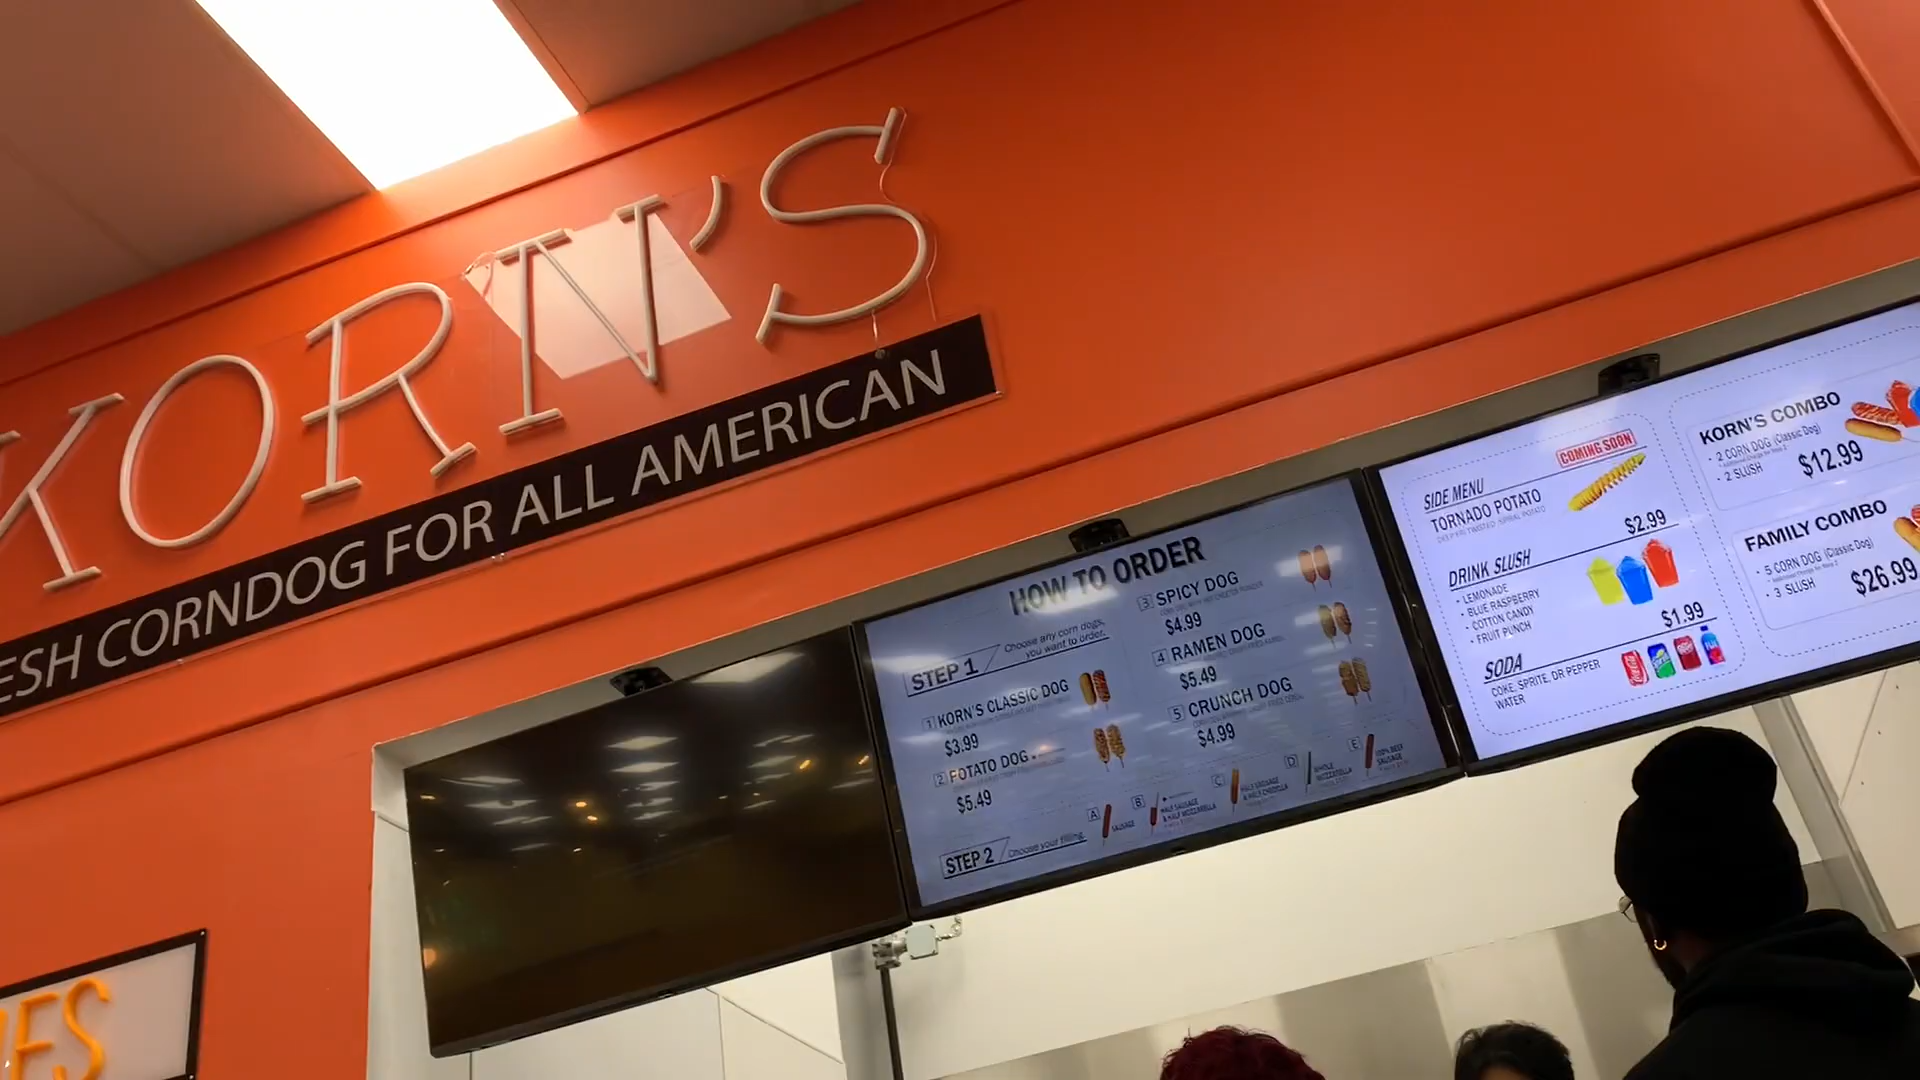 KORN'S
ESH CORNDOG FOR ALL AMERICAN
HOW TO ORDER
STEP 1
Choose any corn dogs,
you want to order.
1 KORN'S CLASSIC DOG
$3.99
2 POTATO DOG
$5.49
3 SPICY DOG
$4.99
4 RAMEN DOG
$5.49
5 CRUNCH DOG
$4.99
STEP 2
Choose your filling.
A SAUSAGE
B HALF SAUSAGE
& HALF MOZZARELLA
C HALF SAUSAGE
D WHOLE
MOZZARELLA
E 100% BEEF
SAUSAGE
COMING SOON
SIDE MENU
TORNADO POTATO
$2.99
DRINK SLUSH
• LEMONADE
• BLUE RASPBERRY
• COTTON CANDY
• FRUIT PUNCH
$1.99
SODA
COKE, SPRITE, DR PEPPER
WATER
KORN'S COMBO
• 2 CORN DOG (Classic Dog)
• 2 SLUSH
$12.99
FAMILY COMBO
• 5 CORN DOG (Classic Dog)
• 3 SLUSH
$26.99
ES